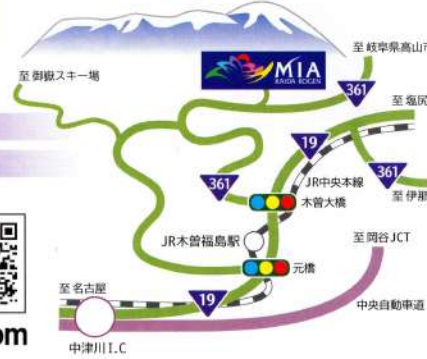 至 岐阜県高山市
MIA
KAIDA KOGEN
至 御嶽スキー場
361
至 塩尻
19
361
361
JR中央本線
木曽大橋
至 伊那
JR木曽福島駅
至 岡谷JCT
元橋
至 名古屋
19
中央自動車道
om
中津川I.C